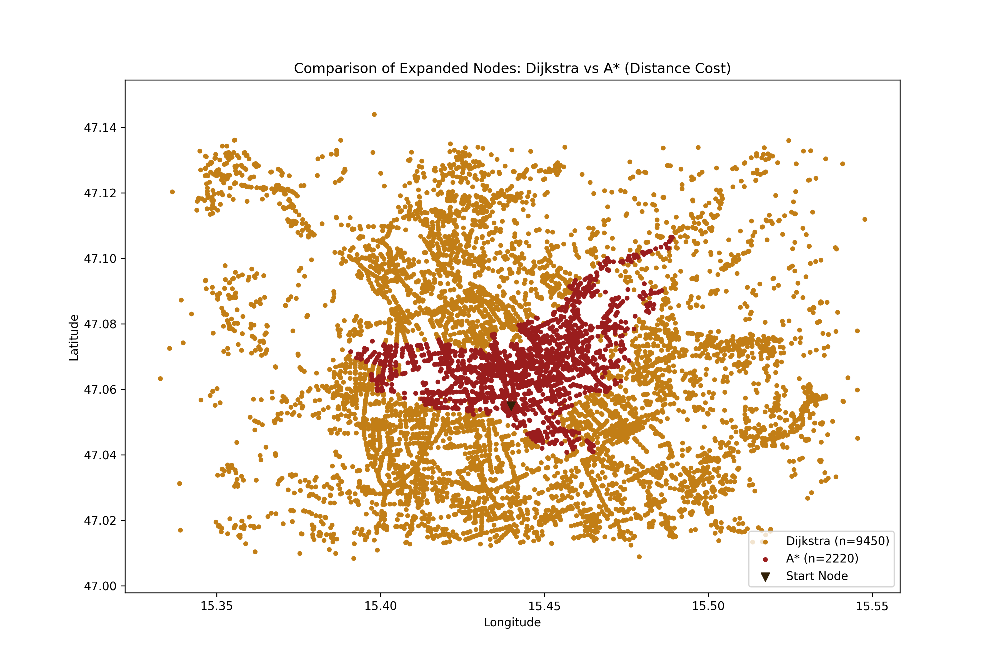 Comparison of Expanded Nodes: Dijkstra vs A* (Distance Cost)
47.14
47.12
47.10
47.08
47.06
47.04
47.02
47.00
Latitude
15.35
15.40
15.45
15.50
15.55
Longitude
Dijkstra (n=9450)
A* (n=2220)
Start Node